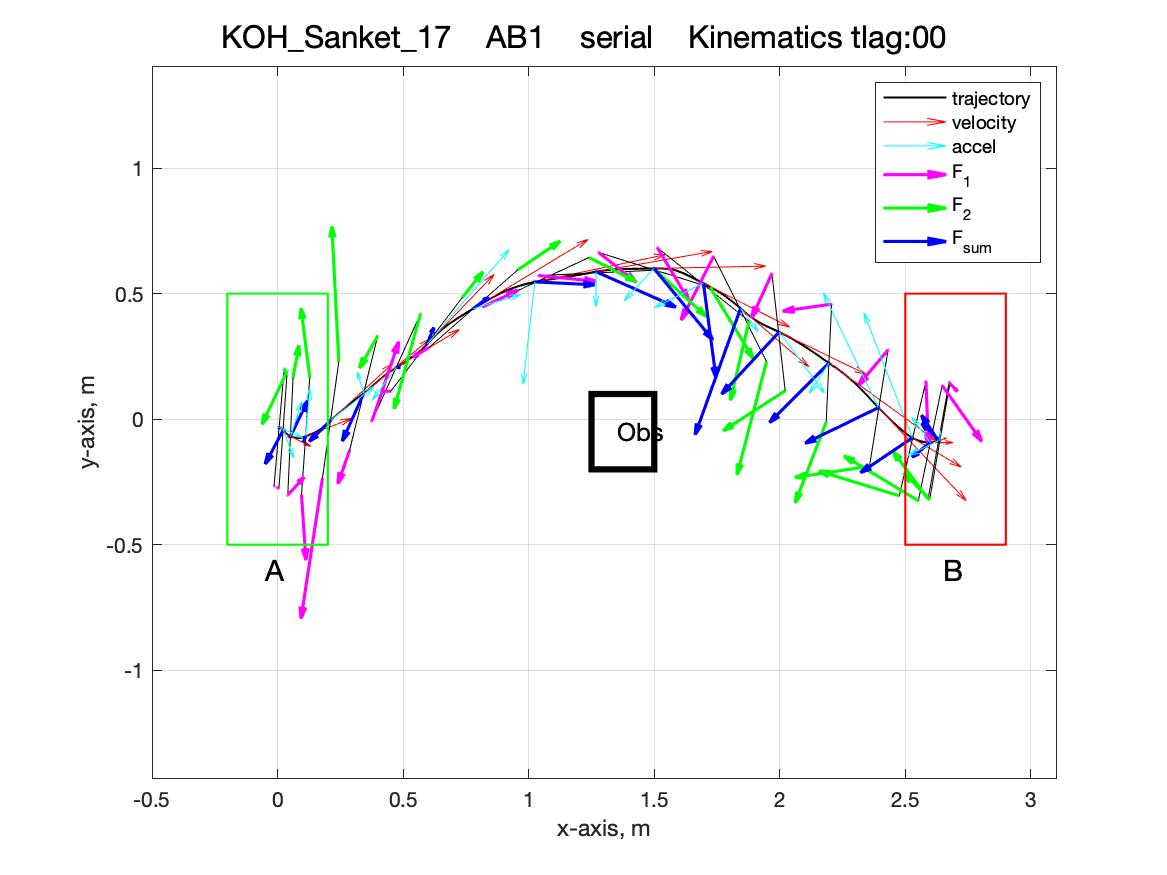 KOH_Sanket_17 AB1 serial Kinematics tlag:00
trajectory
velocity
accel
F1
F2
Fsum
1
0.5
0
-0.5
-1
y-axis, m
Obs
A
B
-0.5 0 0.5 1 1.5 2 2.5 3
x-axis, m